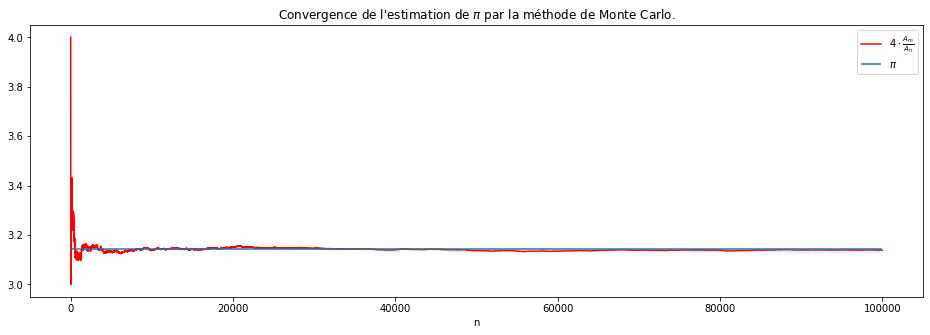 Convergence de l'estimation de π par la méthode de Monte Carlo.
4 · A_m/A_n
π
4.0
3.8
3.6
3.4
3.2
3.0
0 20000 40000 60000 80000 100000
n